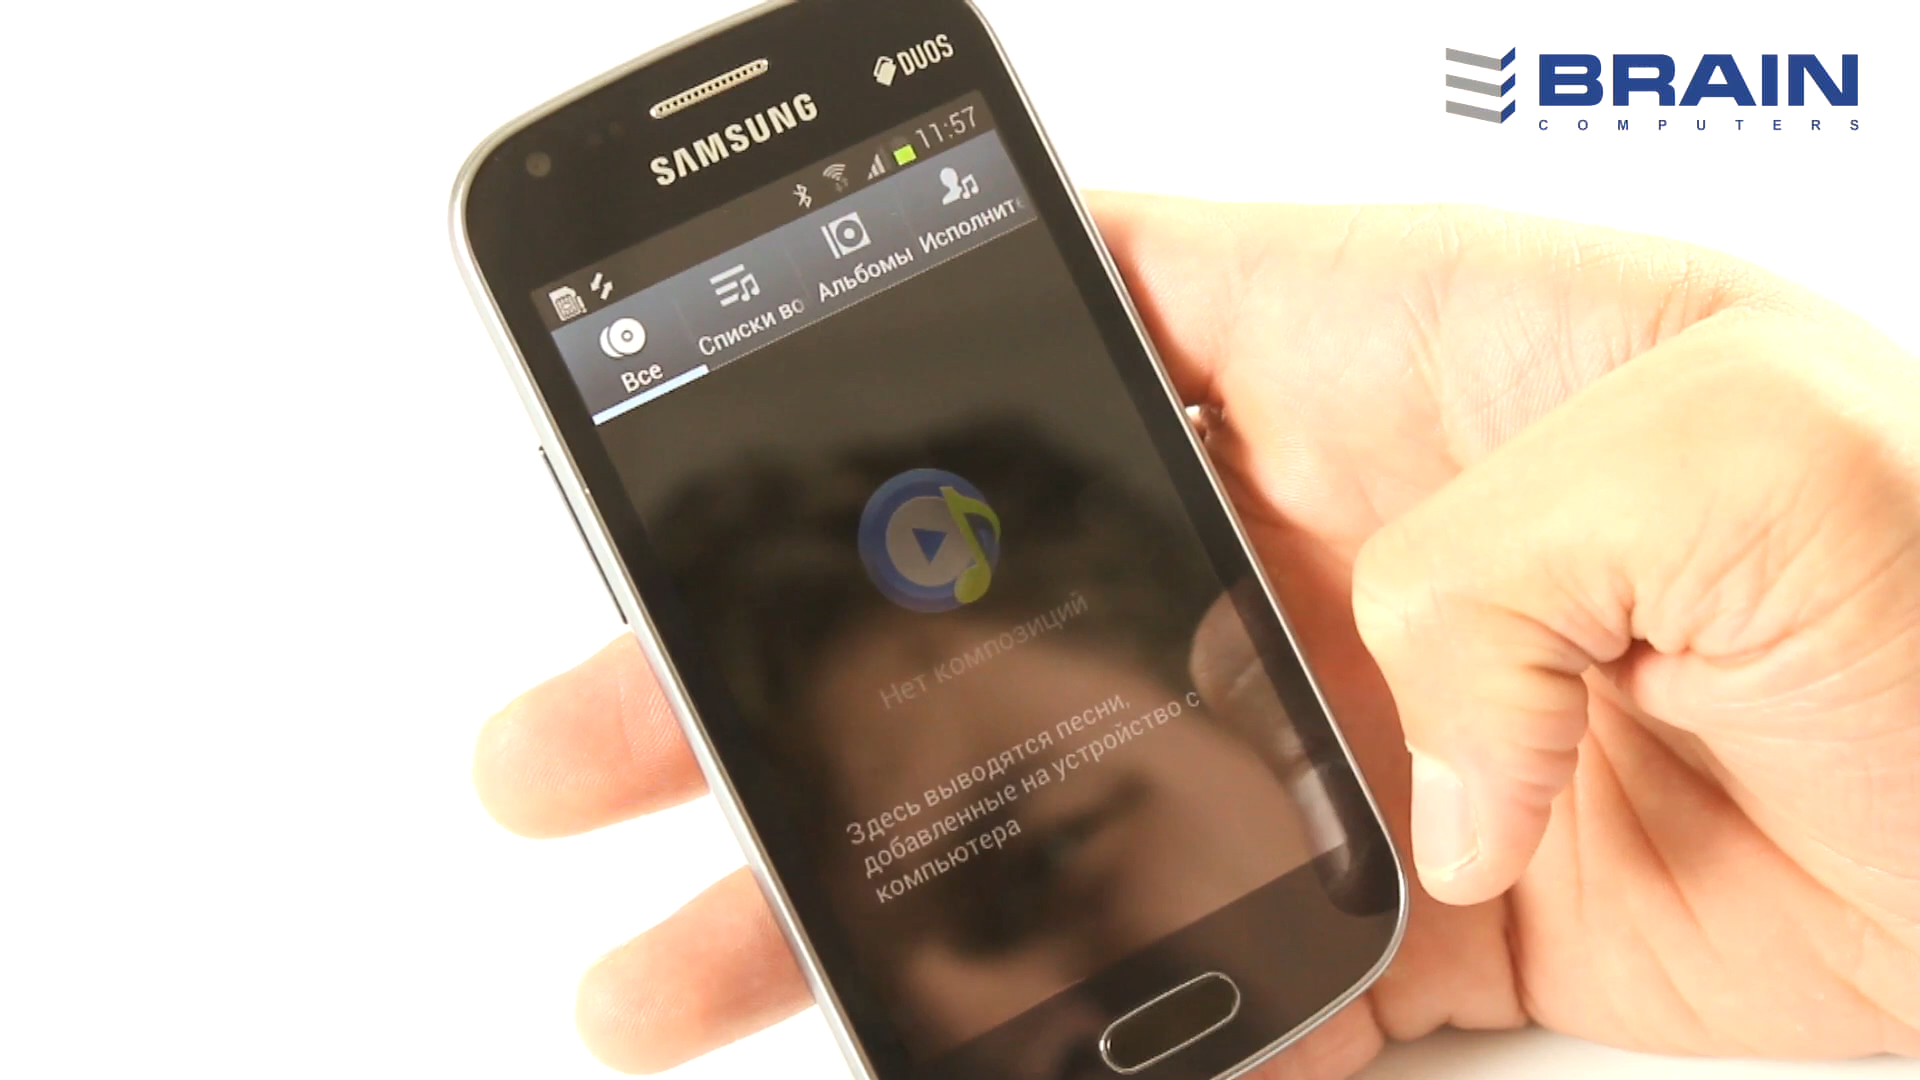 BRAIN
COMPUTERS
DUOS
SAMSUNG
11:57
Все
Списки во
Альбомы
Исполните
Нет композиций
Здесь выводятся песни,
добавленные на устройство с
компьютера